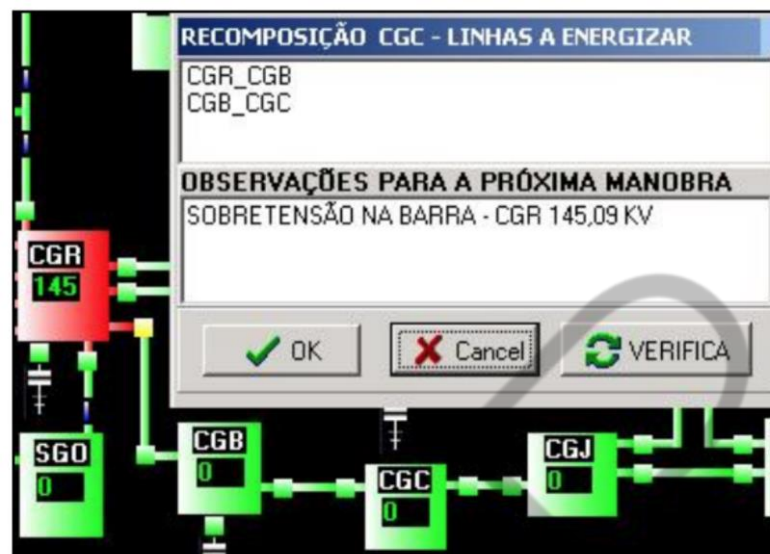 RECOMPOSIÇÃO CGC - LINHAS A ENERGIZAR
CGR_CGB
CGB_CGC
OBSERVAÇÕES PARA A PRÓXIMA MANOBRA
SOBRETENSÃO NA BARRA - CGR 145,09 KV
OK
Cancel
VERIFICA
CGR
145
SGO
0
CGB
0
CGC
0
CGJ
0